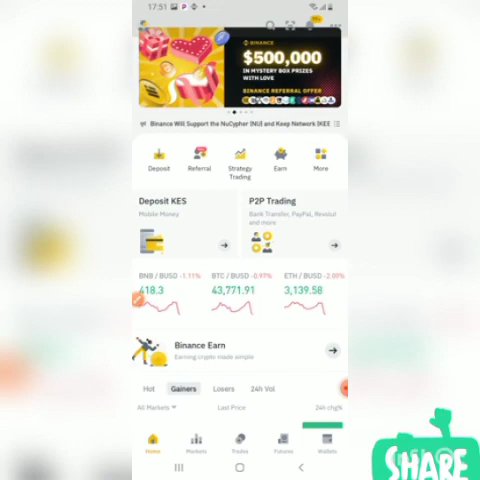 17:51
BINANCE
$500,000
IN MYSTERY BOX PRIZES
WITH LOVE
BINANCE REFERRAL OFFER
Binance Will Support the NuCypher (NU) and Keep Network (KEE
Deposit
Referral
Strategy
Trading
Earn
More
Deposit KES
Mobile Money
P2P Trading
Bank Transfer, PayPal, Revolut
and more
BNB / BUSD -1.11%
BTC / BUSD -0.97%
ETH / BUSD -2.09%
418.3
43,771.91
3,139.58
Binance Earn
Earning crypto made simple
Hot
Gainers
Losers
24h Vol
All Markets
Last Price
24h chg%
Home
Markets
Trades
Futures
Wallets
SHARE